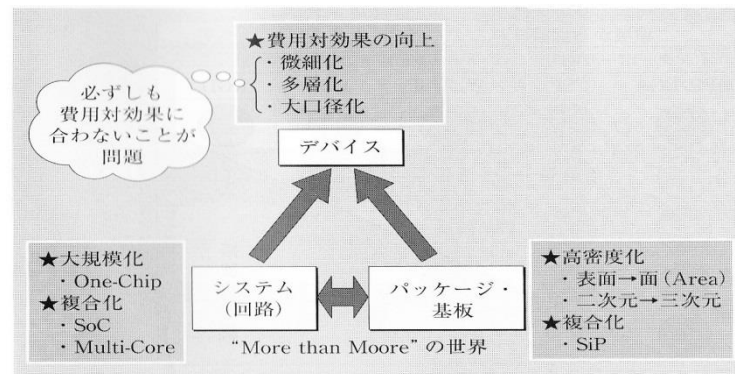 ★費用対効果の向上
・微細化
・多層化
・大口径化
必ずしも
費用対効果に
合わないことが
問題
デバイス
★大規模化
・One-Chip
★複合化
・SoC
・Multi-Core
システム
(回路)
パッケージ・
基板
★高密度化
・表面→面(Area)
・二次元→三次元
★複合化
・SiP
“More than Moore”の世界